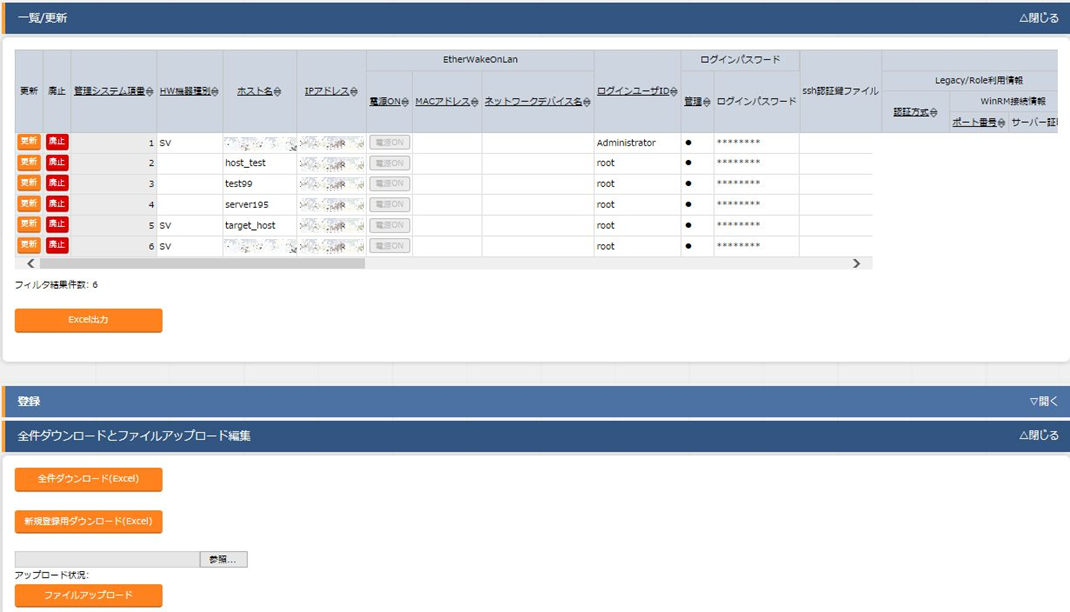 一覧/更新 △閉じる
EtherWakeOnLan ログインパスワード
Legacy/Role利用情報
更新 廃止 管理システム項番 HW機器種別 ホスト名 IPアドレス ログインユーザID ssh認証鍵ファイル
電源ON MACアドレス ネットワークデバイス名 管理 ログインパスワード 認証方式 WinRM接続情報
ポート番号 サーバー証
更新 廃止 1 SV 電源ON Administrator ● ********
更新 廃止 2 host_test 電源ON root ● ********
更新 廃止 3 test99 電源ON root ● ********
更新 廃止 4 server195 電源ON root ● ********
更新 廃止 5 SV target_host 電源ON root ● ********
更新 廃止 6 SV 電源ON root ● ********
フィルタ結果件数: 6
Excel出力
登録 ▽開く
全件ダウンロードとファイルアップロード編集 △閉じる
全件ダウンロード(Excel)
新規登録用ダウンロード(Excel)
参照...
アップロード状況:
ファイルアップロード